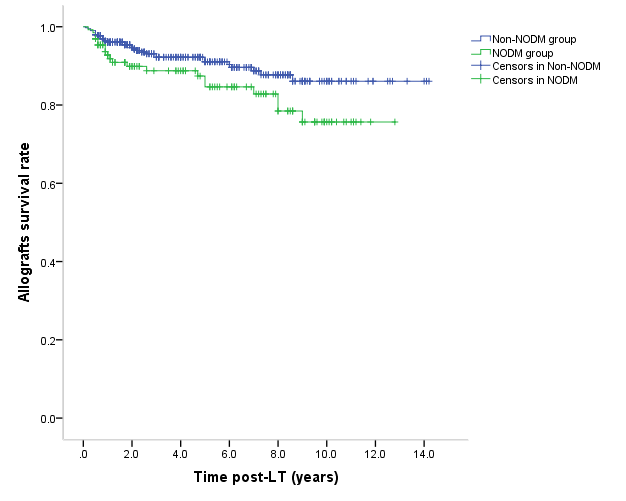 Non-NODM group
NODM group
Censors in Non-NODM
Censors in NODM
Allografts survival rate
1.0
0.8
0.6
0.4
0.2
0.0
.0 2.0 4.0 6.0 8.0 10.0 12.0 14.0
Time post-LT (years)